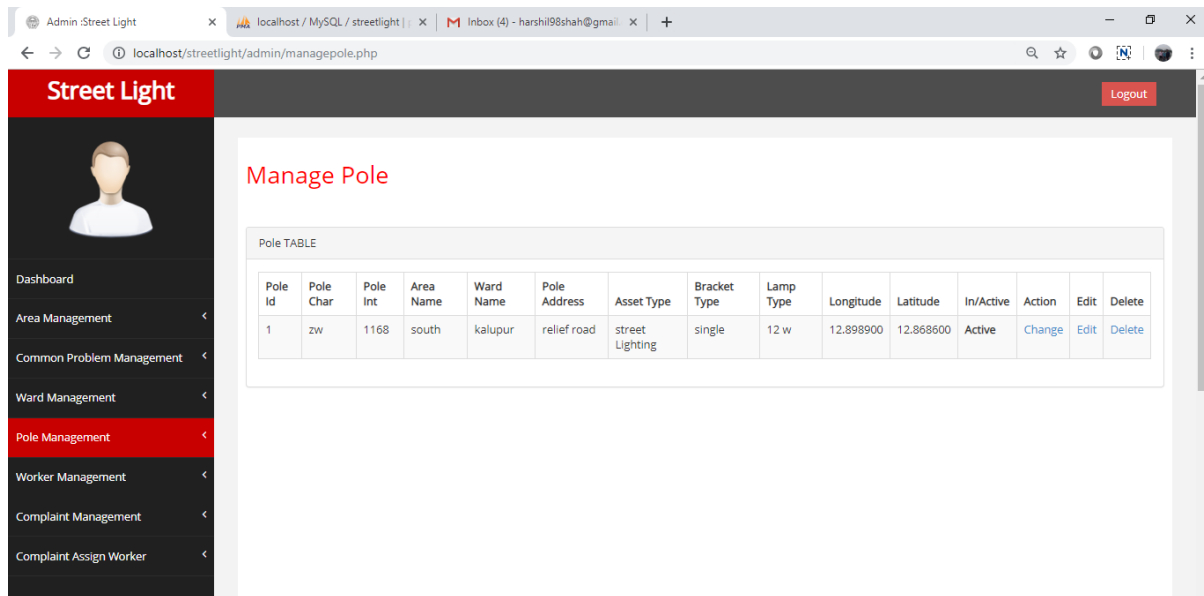 Admin :Street Light
localhost / MySQL / streetlight |
Inbox (4) - harshil98shah@gmail.
localhost/streetlight/admin/managepole.php
Street Light
Logout
Dashboard
Area Management
Common Problem Management
Ward Management
Pole Management
Worker Management
Complaint Management
Complaint Assign Worker
Manage Pole
Pole TABLE
Pole Id Pole Char Pole Int Area Name Ward Name Pole Address Asset Type Bracket Type Lamp Type Longitude Latitude In/Active Action Edit Delete
1 zw 1168 south kalupur relief road street Lighting single 12 w 12.898900 12.868600 Active Change Edit Delete